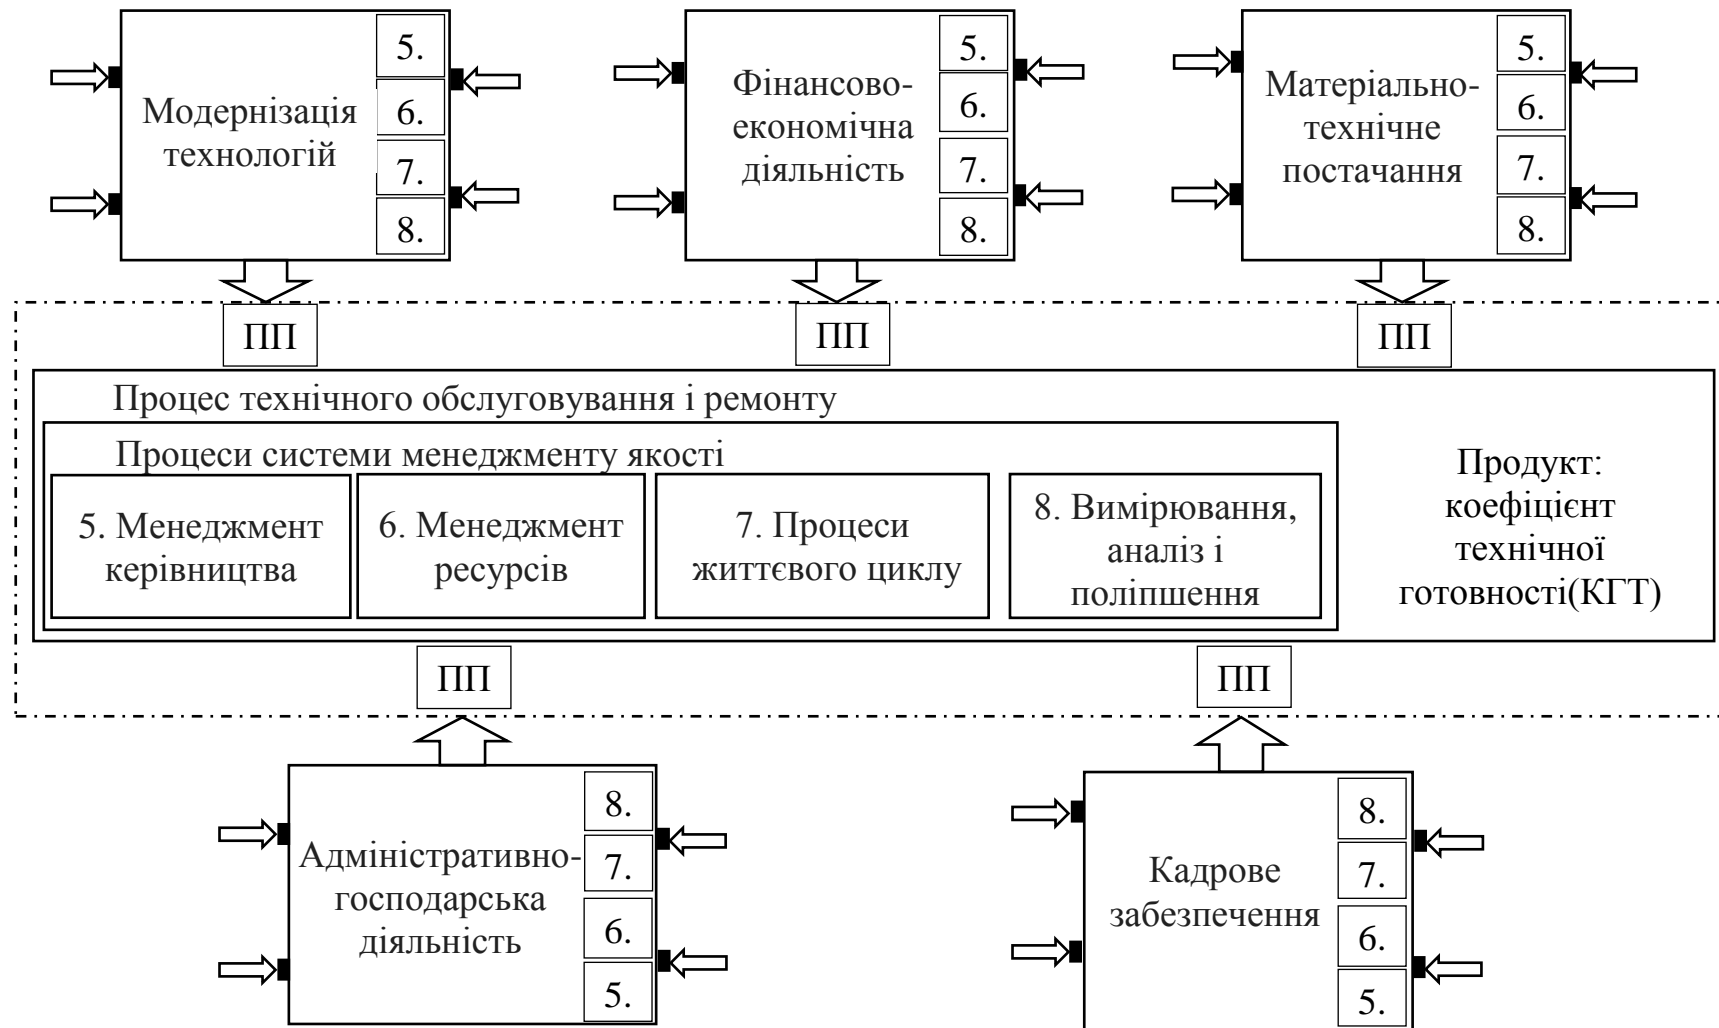 Модернізація
технологій
5.
6.
7.
8.
Фінансово-
економічна
діяльність
5.
6.
7.
8.
Матеріально-
технічне
постачання
5.
6.
7.
8.
ПП
ПП
ПП
Процес технічного обслуговування і ремонту
Процеси системи менеджменту якості
5. Менеджмент
керівництва
6. Менеджмент
ресурсів
7. Процеси
життєвого циклу
8. Вимірювання,
аналіз і
поліпшення
Продукт:
коефіцієнт
технічної
готовності(КГТ)
ПП
ПП
Адміністративно-
господарська
діяльність
8.
7.
6.
5.
Кадрове
забезпечення
8.
7.
6.
5.